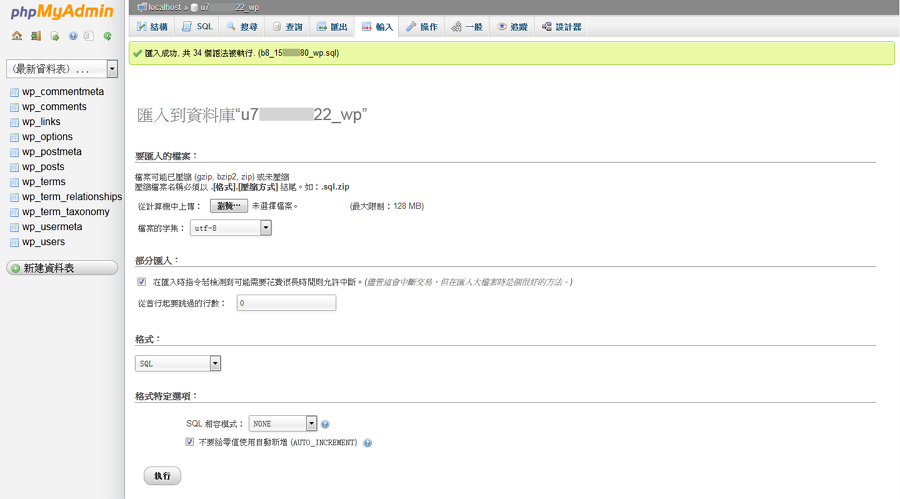 phpMyAdmin
localhost » u7 22_wp
結構 SQL 搜尋 查詢 匯出 輸入 操作 一般 追蹤 設計器
匯入成功, 共 34 個語法被執行. (b8_15 80_wp.sql)
(最新資料表) ...
wp_commentmeta
wp_comments
wp_links
wp_options
wp_postmeta
wp_posts
wp_terms
wp_term_relationships
wp_term_taxonomy
wp_usermeta
wp_users
新建資料表
匯入到資料庫“u7 22_wp”
要匯入的檔案：
檔案可能已壓縮 (gzip, bzip2, zip) 或未壓縮
壓縮檔案名稱必須以 .[格式].[壓縮方式] 結尾。如：.sql.zip
從計算機中上傳： 瀏覽… 未選擇檔案。 (最大限制：128 MB)
檔案的字集： utf-8
部分匯入：
在匯入時指令若檢測到可能需要花費很長時間則允許中斷。(儘管這會中斷交易，但在匯入大檔案時是個很好的方法。)
從首行起要跳過的行數： 0
格式：
SQL
格式特定選項：
SQL 相容模式： NONE
不要給零值使用自動新增 (AUTO_INCREMENT)
執行